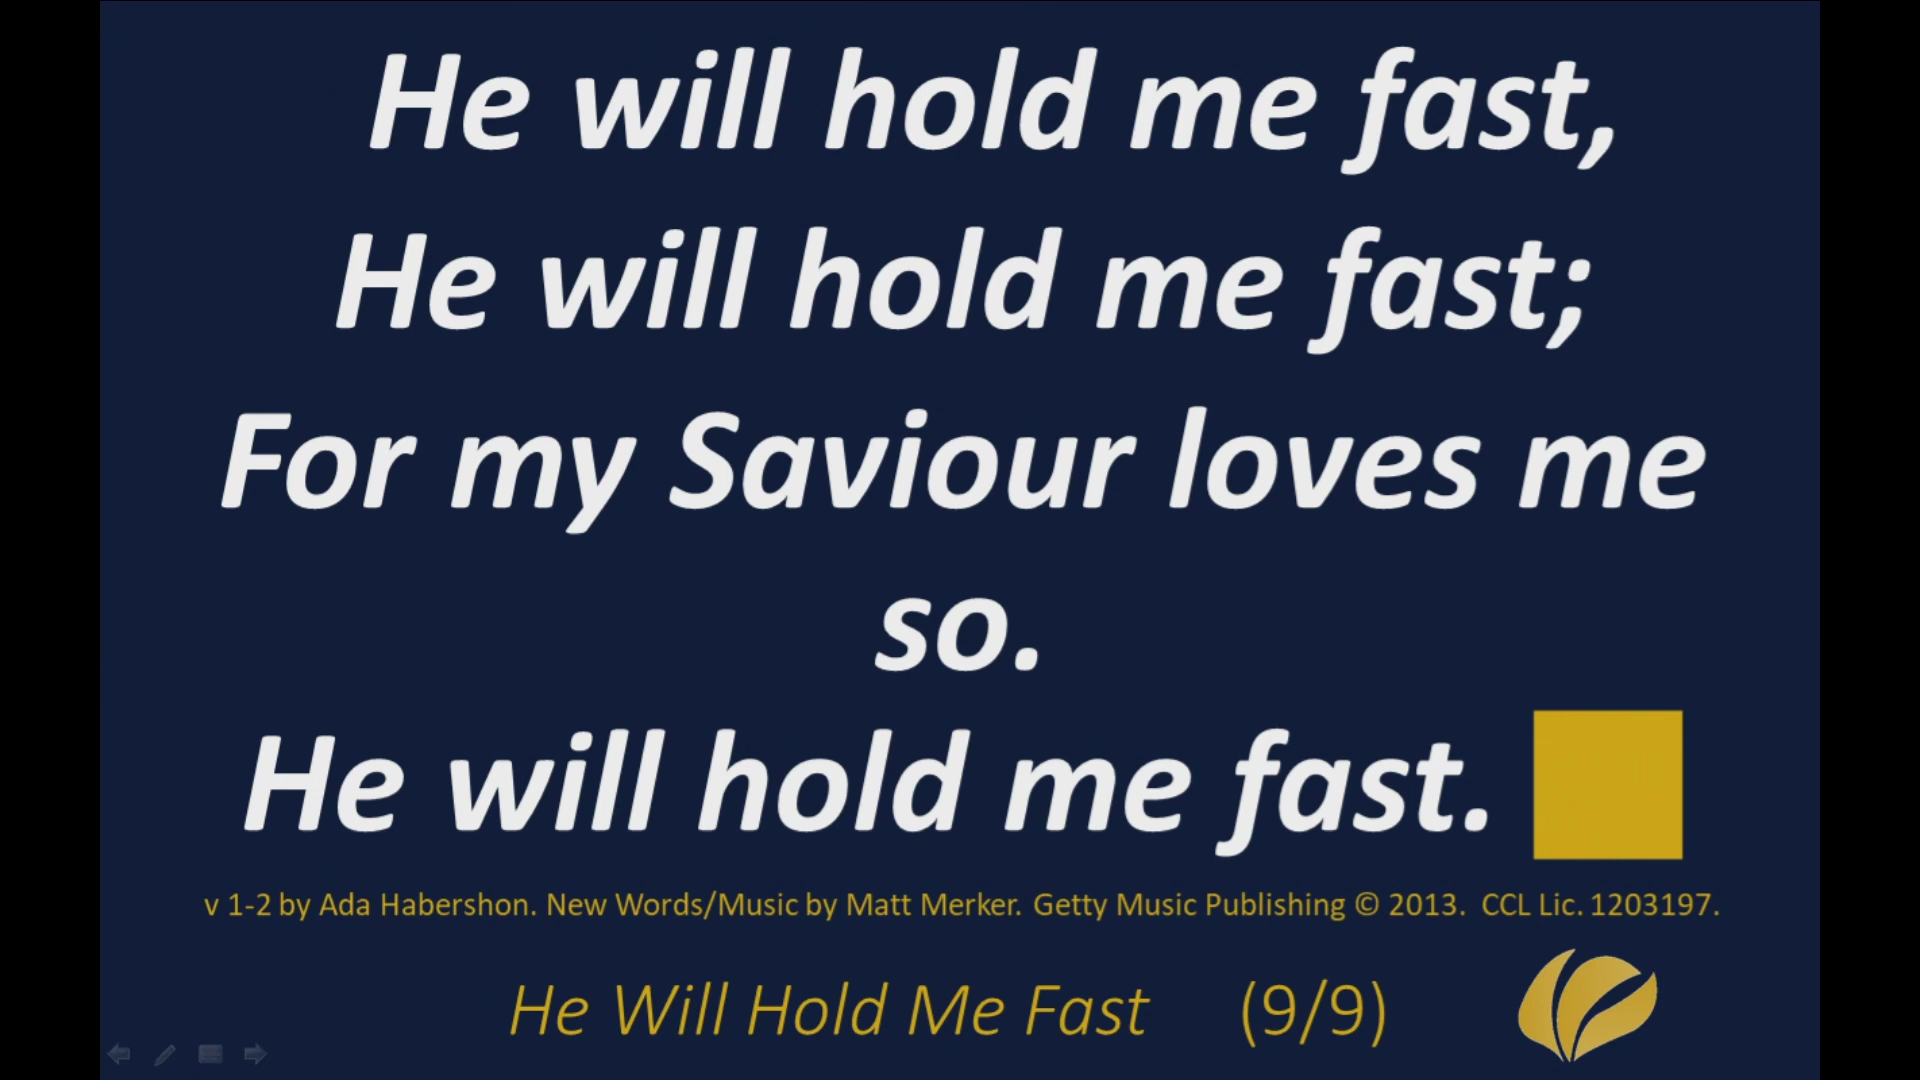 He will hold me fast,
He will hold me fast;
For my Saviour loves me
so.
He will hold me fast.
v 1-2 by Ada Habershon. New Words/Music by Matt Merker. Getty Music Publishing © 2013. CCL Lic. 1203197.
He Will Hold Me Fast (9/9)